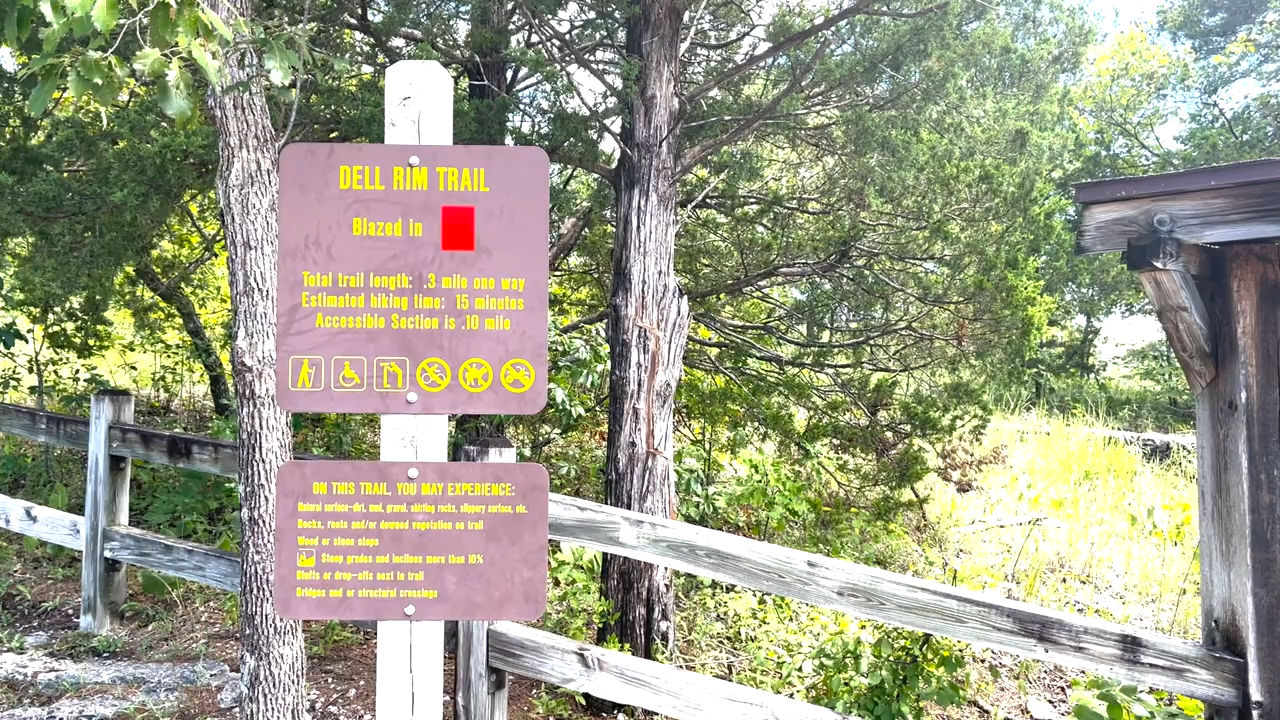 DELL RIM TRAIL
Blazed in
Total trail length: .3 mile one way
Estimated hiking time: 15 minutes
Accessible Section is .10 mile
ON THIS TRAIL, YOU MAY EXPERIENCE:
Natural surface-dirt, mud, gravel, shifting rocks, slippery surface, etc.
Rocks, roots and/or downed vegetation on trail
Wood or stone steps
Steep grades and inclines more than 10%
Bluffs or drop-offs next to trail
Bridges and or structural crossings